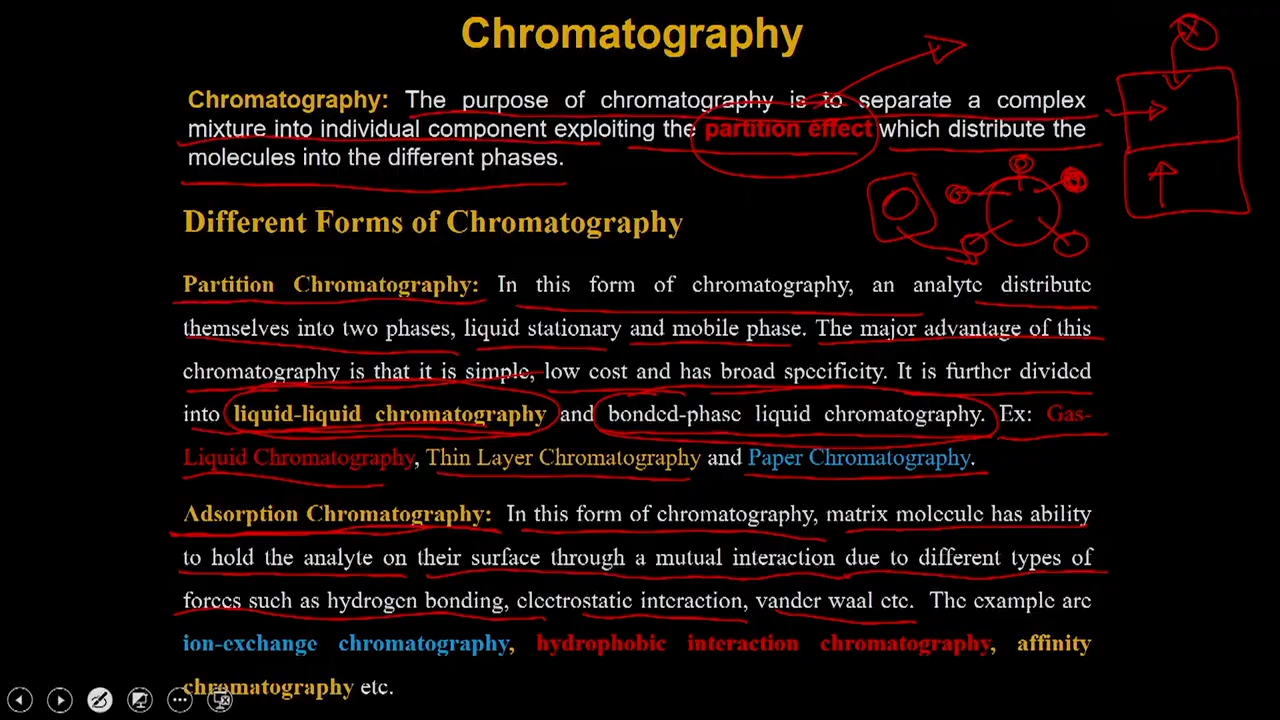 Chromatography
Chromatography: The purpose of chromatography is to separate a complex
mixture into individual component exploiting the partition effect which distribute the
molecules into the different phases.
Different Forms of Chromatography
Partition Chromatography: In this form of chromatography, an analyte distribute
themselves into two phases, liquid stationary and mobile phase. The major advantage of this
chromatography is that it is simple, low cost and has broad specificity. It is further divided
into liquid-liquid chromatography and bonded-phase liquid chromatography. Ex: Gas-
Liquid Chromatography, Thin Layer Chromatography and Paper Chromatography.
Adsorption Chromatography: In this form of chromatography, matrix molecule has ability
to hold the analyte on their surface through a mutual interaction due to different types of
forces such as hydrogen bonding, electrostatic interaction, vander waal etc. The example are
ion-exchange chromatography, hydrophobic interaction chromatography, affinity
chromatography etc.